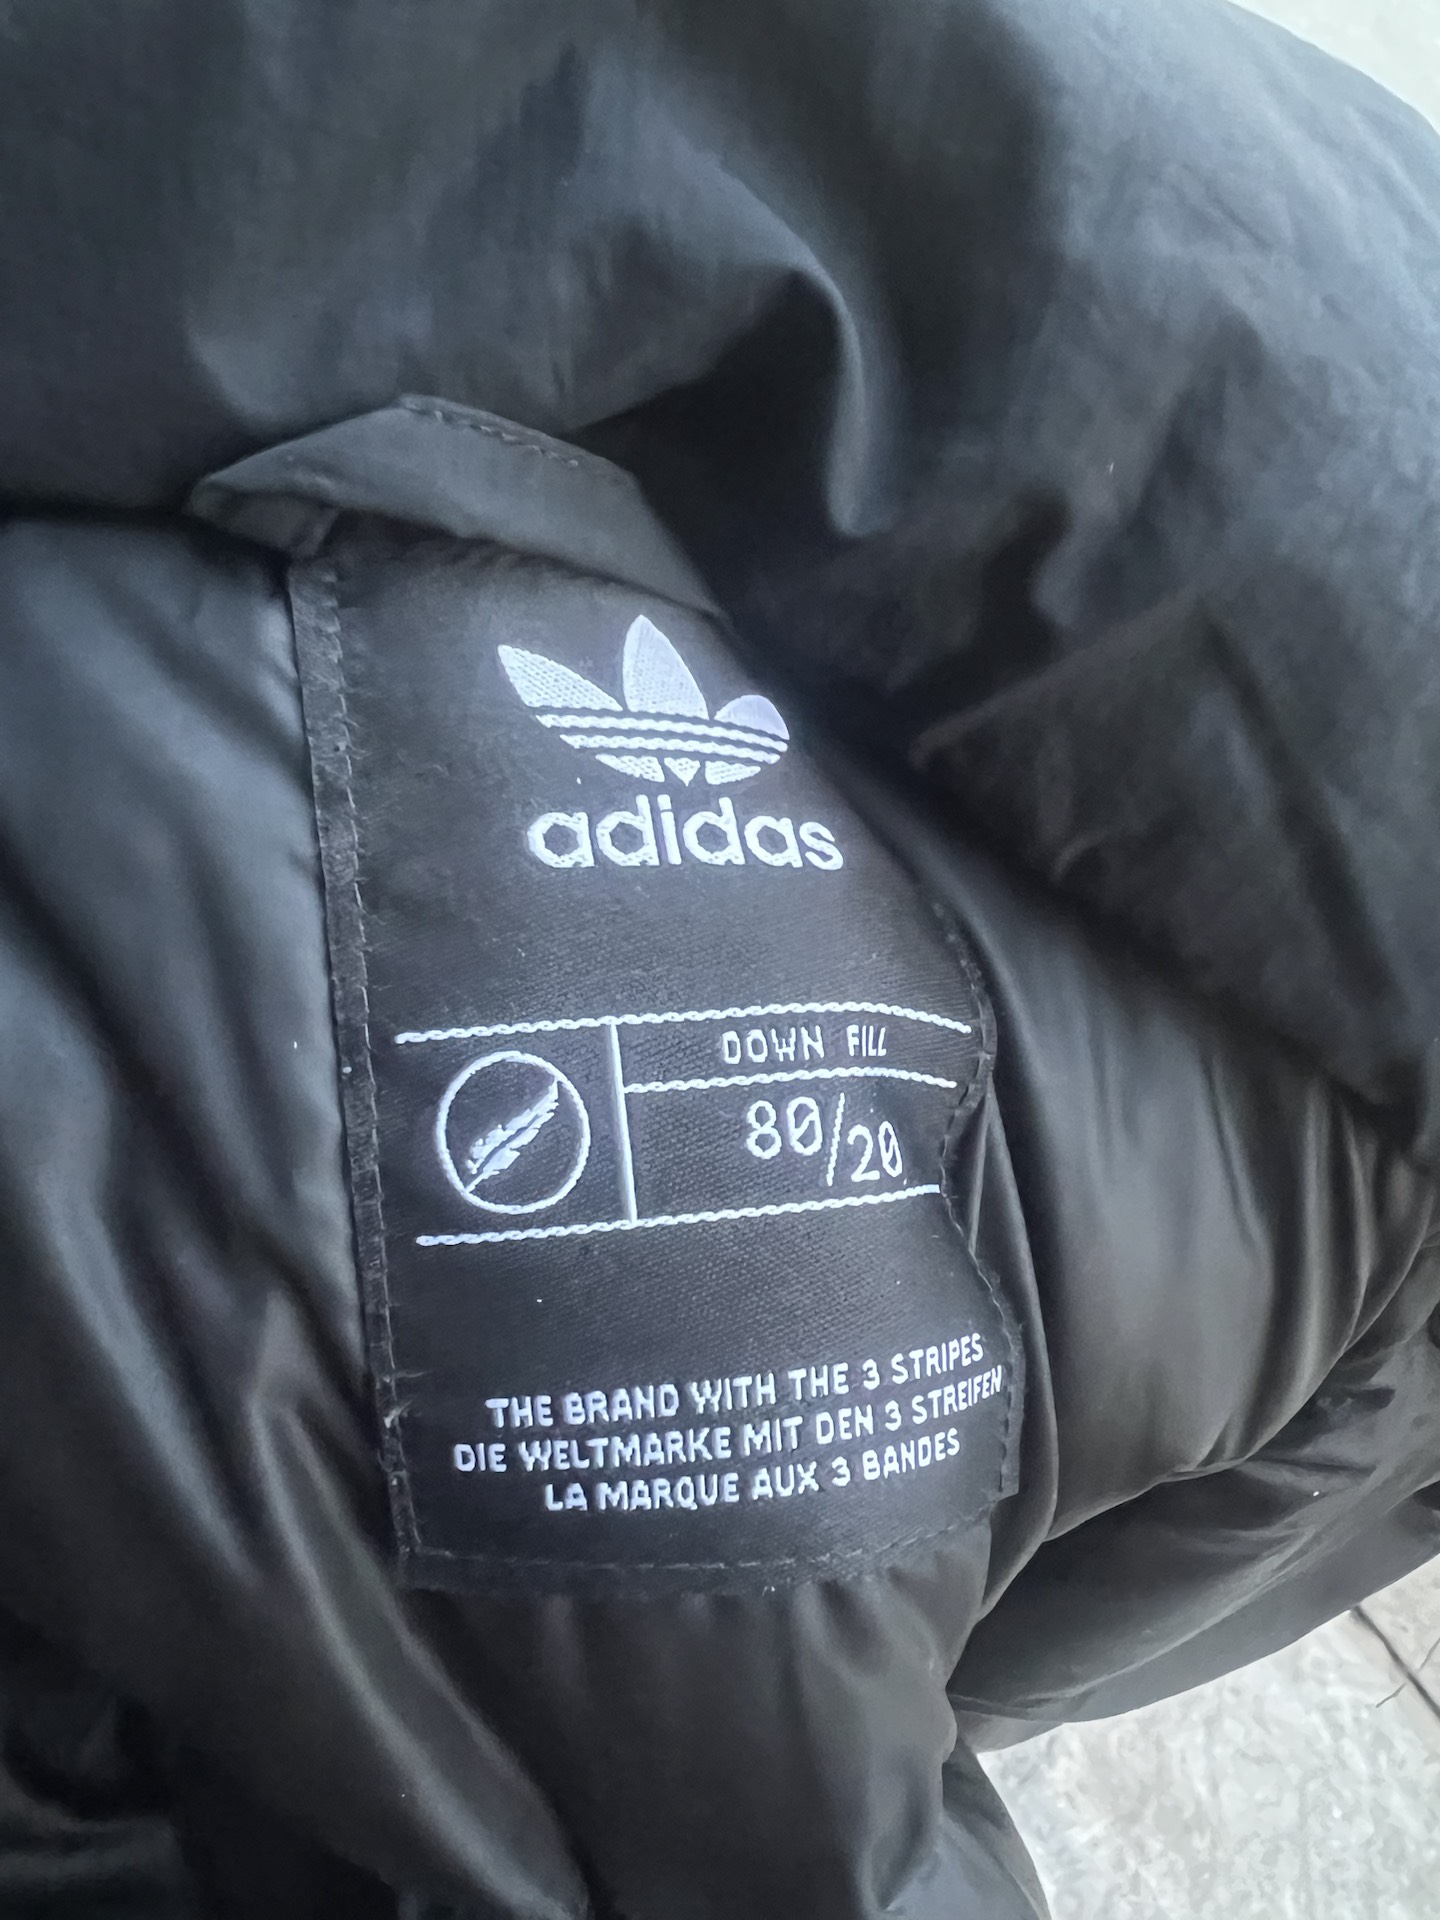 adidas
DOWN FILL
80/20
THE BRAND WITH THE 3 STRIPES
DIE WELTMARKE MIT DEN 3 STREIFEN
LA MARQUE AUX 3 BANDES